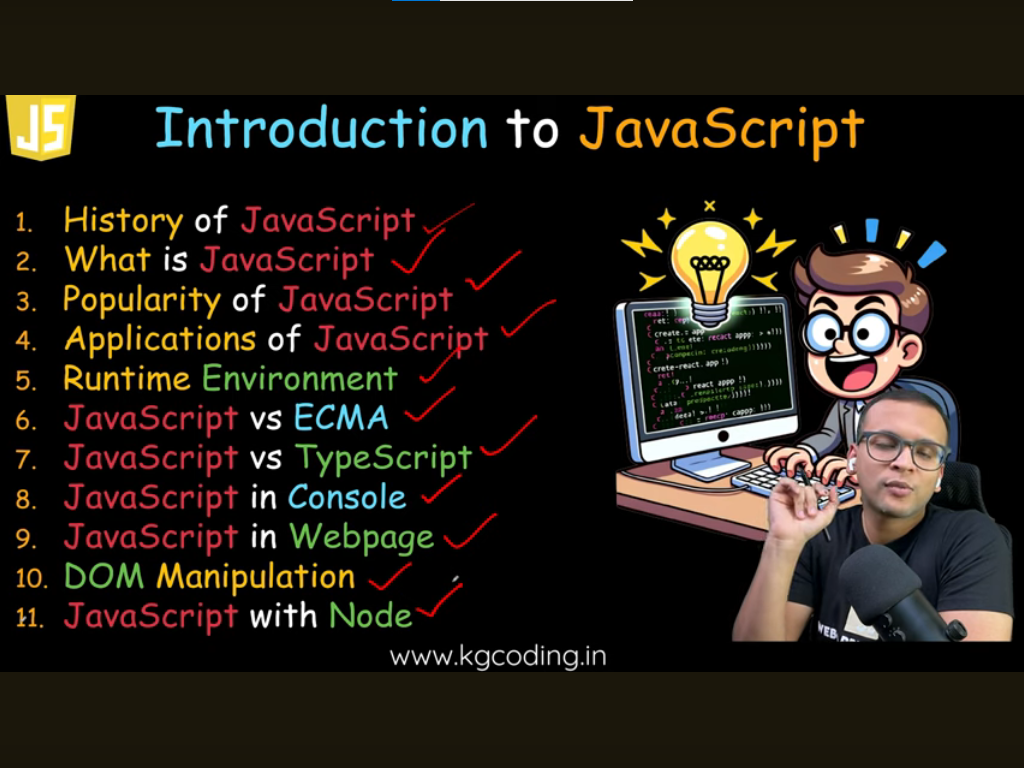 JS
Introduction to JavaScript
1. History of JavaScript
2. What is JavaScript
3. Popularity of JavaScript
4. Applications of JavaScript
5. Runtime Environment
6. JavaScript vs ECMA
7. JavaScript vs TypeScript
8. JavaScript in Console
9. JavaScript in Webpage
10. DOM Manipulation
11. JavaScript with Node
www.kgcoding.in